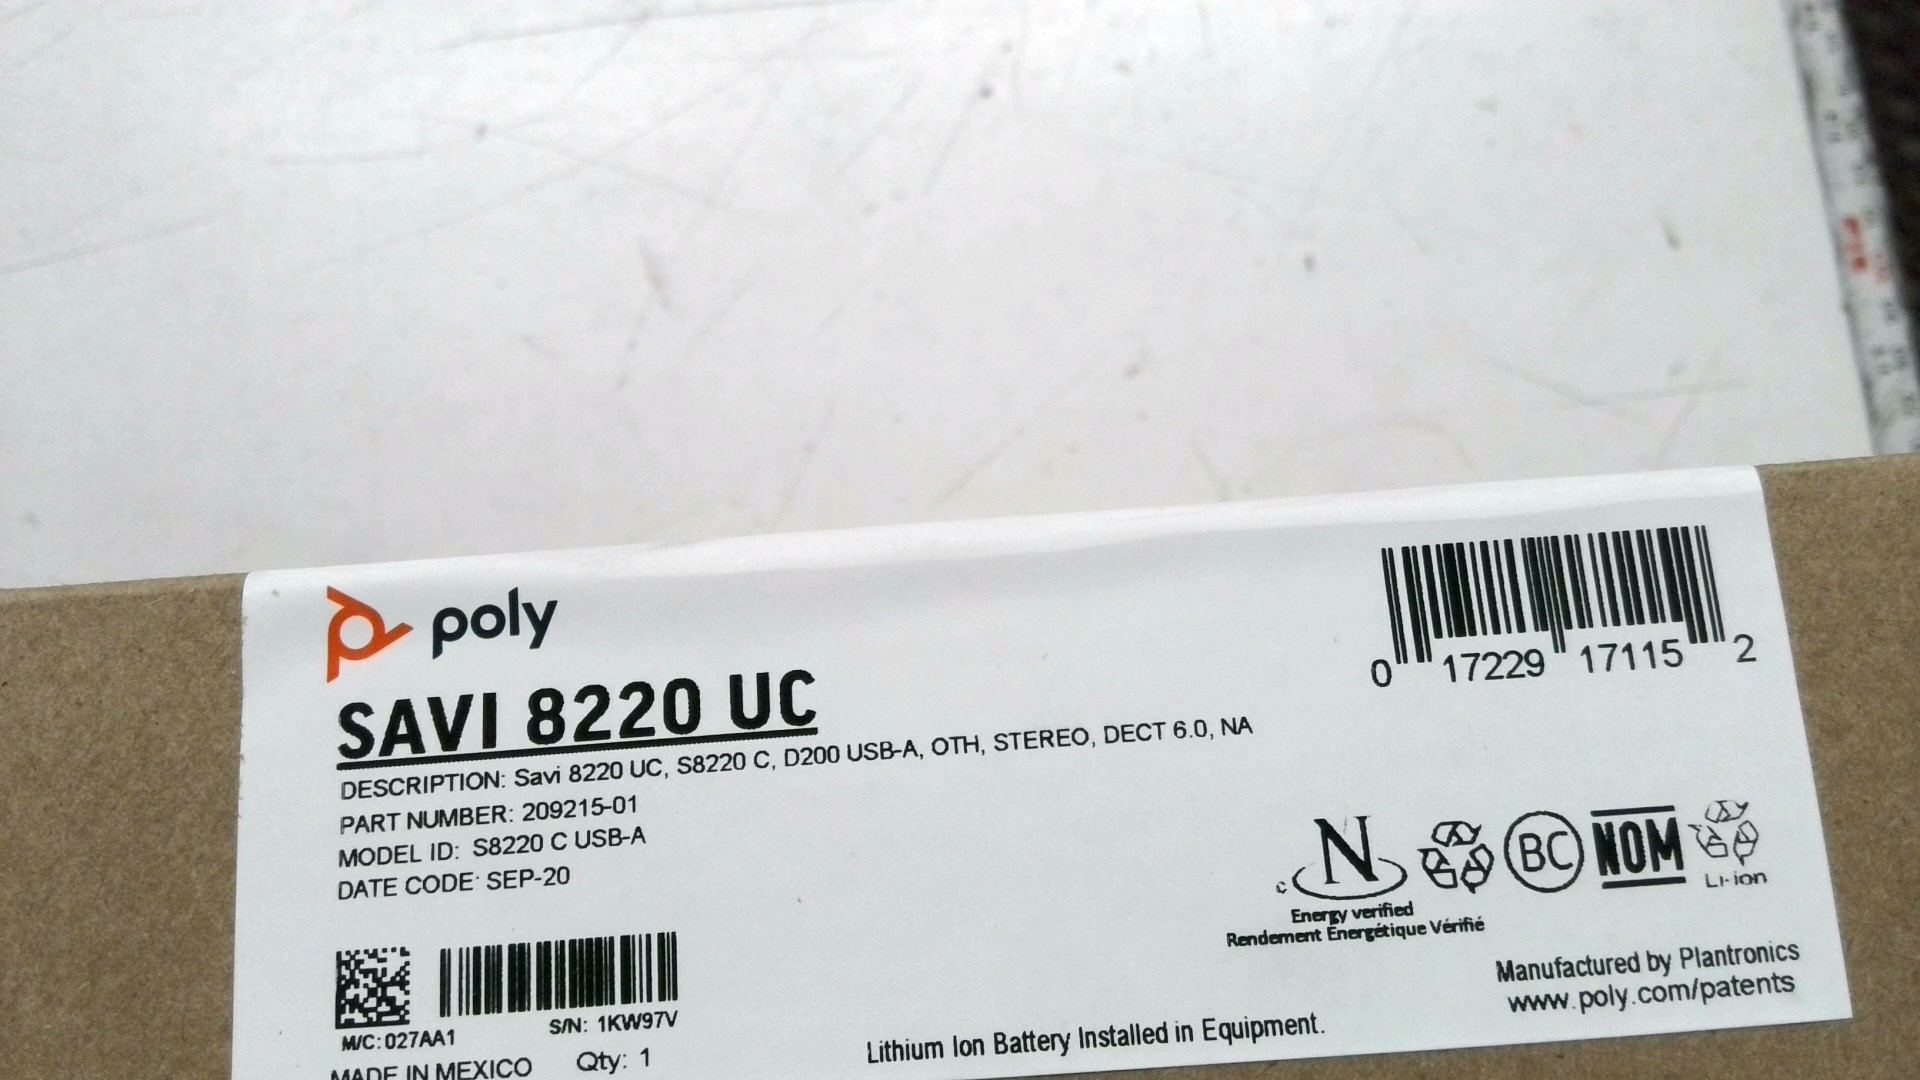 poly
SAVI 8220 UC
DESCRIPTION: Savi 8220 UC, S8220 C, D200 USB-A, OTH, STEREO, DECT 6.0, NA
PART NUMBER: 209215-01
MODEL ID: S8220 C USB-A
DATE CODE: SEP-20
0 17229 17115 2
N
c
Energy verified
Rendement Énergétique Vérifié
BC
NOM
Li-ion
Manufactured by Plantronics
www.poly.com/patents
M/C: 027AA1
S/N: 1KW97V
MADE IN MEXICO
Qty: 1
Lithium Ion Battery Installed in Equipment.